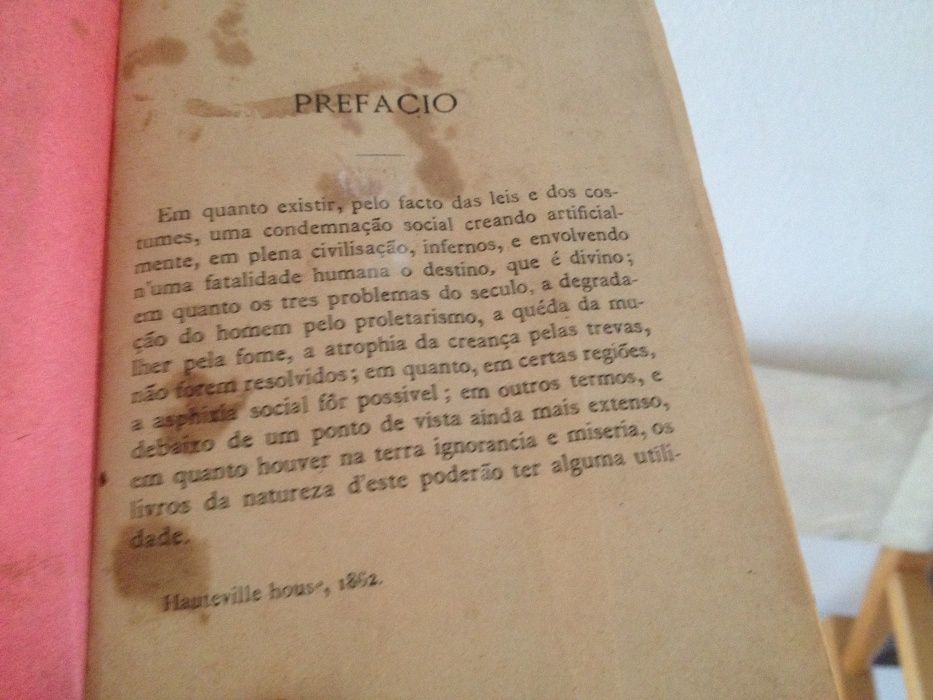 PREFACIO
Em quanto existir, pelo facto das leis e dos cos-
tumes, uma condemnação social creando artificial-
mente, em plena civilisação, infernos, e envolvendo
n'uma fatalidade humana o destino, que é divino;
em quanto os tres problemas do seculo, a degrada-
ção do homem pelo proletarismo, a quéda da mu-
lher pela fome, a atrophia da creança pelas trevas,
não forem resolvidos; em quanto, em certas regiões,
a asphixia social fôr possivel; em outros termos, e
debaixo de um ponto de vista ainda mais extenso,
em quanto houver na terra ignorancia e miseria, os
livros da natureza d'este poderão ter alguma utili-
dade.
Hauteville house, 1862.